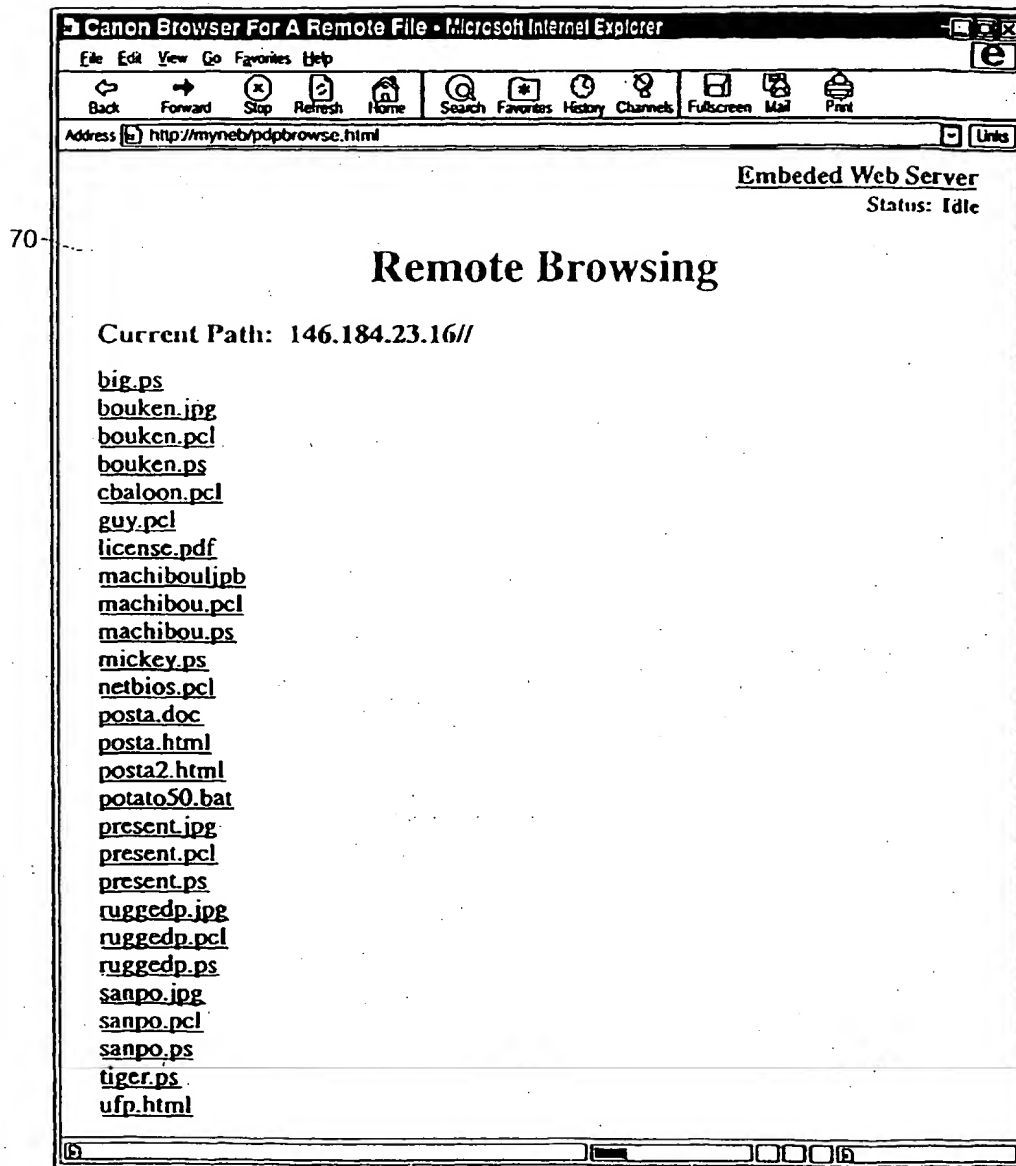 Canon Browser For A Remote File - Microsoft Internet Explorer
File Edit View Go Favorites Help
Back Forward Stop Refresh Home Search Favorites History Channels Fullscreen Mail Print
Address http://myneb/pdpbrowse.html Links
Embeded Web Server
Status: Idle
70
Remote Browsing
Current Path: 146.184.23.16//
big.ps
bouken.jpg
bouken.pcl
bouken.ps
cbaloon.pcl
guy.pcl
license.pdf
machibouljpb
machibou.pcl
machibou.ps
mickey.ps
netbios.pcl
posta.doc
posta.html
posta2.html
potato50.bat
present.jpg
present.pcl
present.ps
ruggedp.jpg
ruggedp.pcl
ruggedp.ps
sanpo.jpg
sanpo.pcl
sanpo.ps
tiger.ps
ufp.html